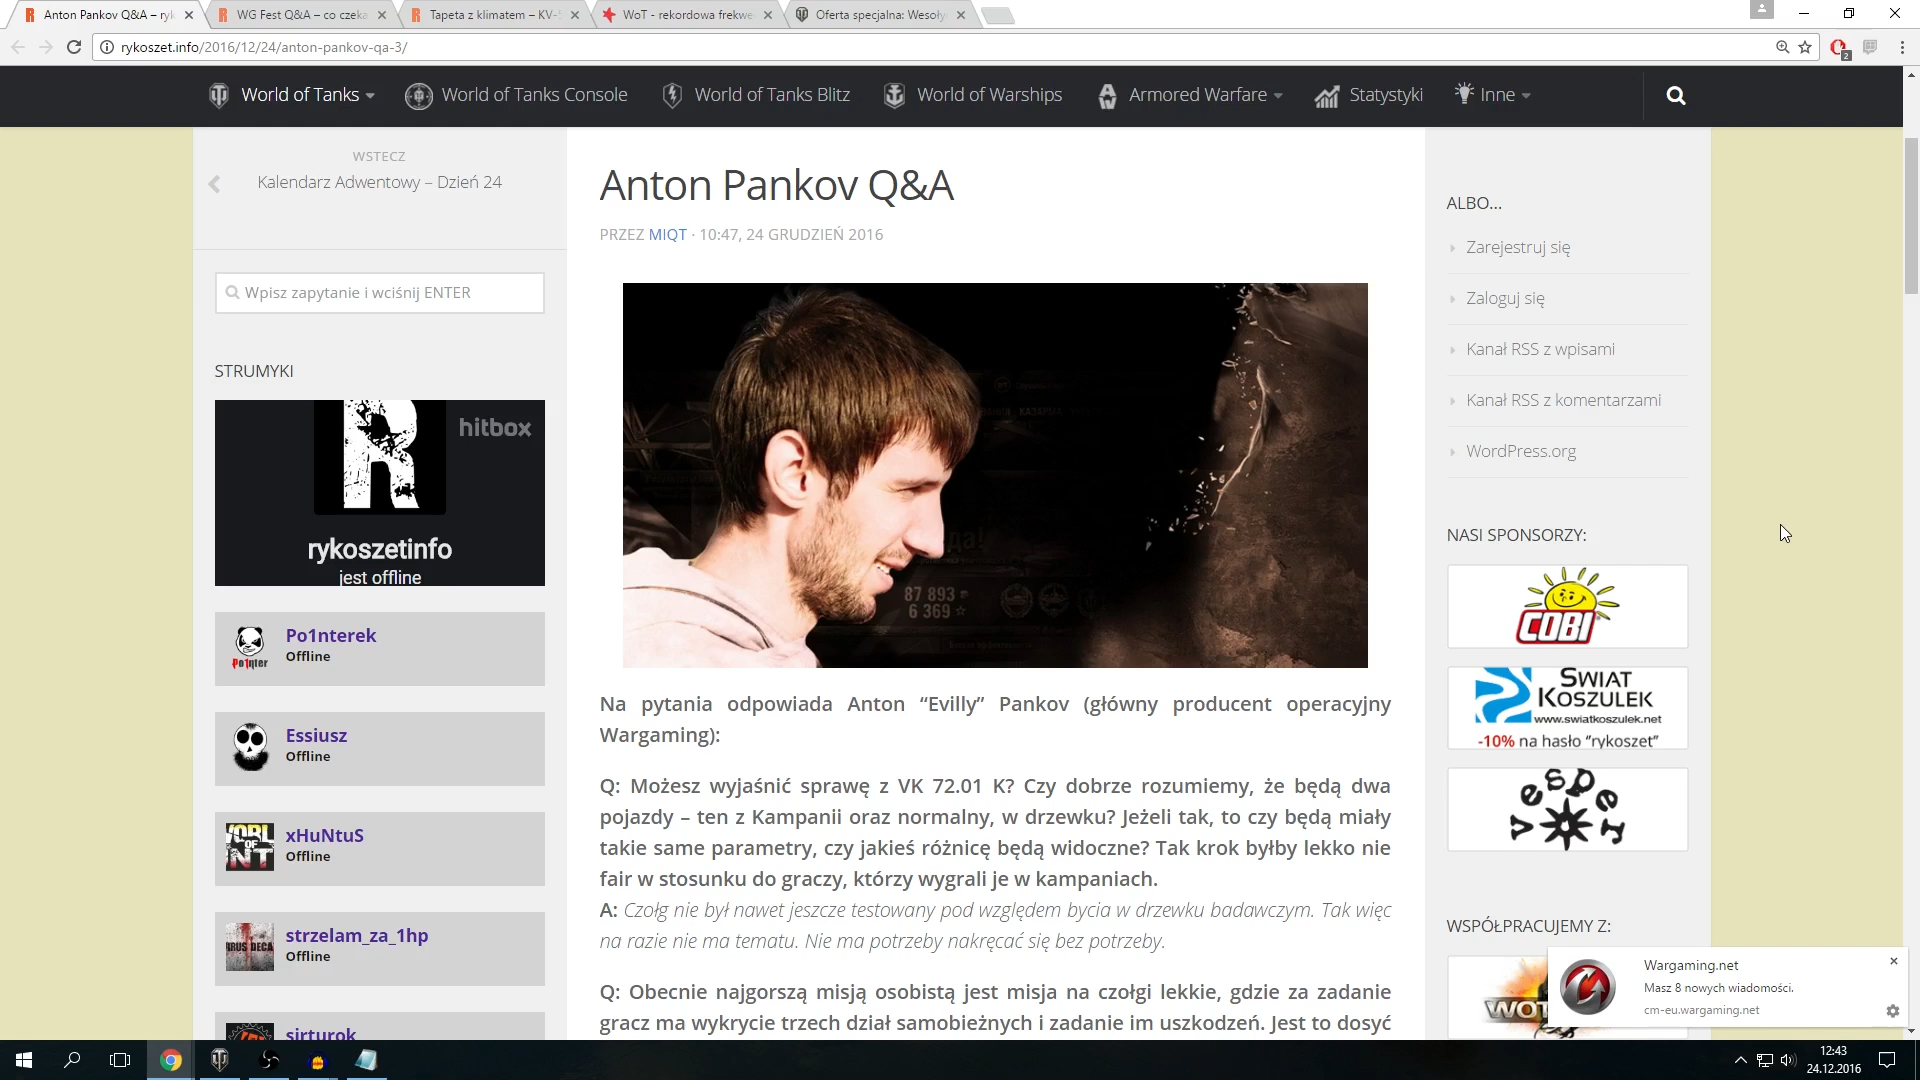 Anton Pankov Q&A – ryk
WG Fest Q&A – co czeka
Tapeta z klimatem – KV-
WoT - rekordowa frekwe
Oferta specjalna: Wesoły
rykoszet.info/2016/12/24/anton-pankov-qa-3/
2
World of Tanks
World of Tanks Console
World of Tanks Blitz
World of Warships
Armored Warfare
Statystyki
Inne
WSTECZ
Kalendarz Adwentowy – Dzień 24
Wpisz zapytanie i wciśnij ENTER
STRUMYKI
R
hitbox
rykoszetinfo
jest offline
Po1nter
Po1nterek
Offline
Essiusz
Offline
xHuNtuS
Offline
strzelam_za_1hp
Offline
sirturok
Anton Pankov Q&A
PRZEZ MIQT · 10:47, 24 GRUDZIEŃ 2016
87 893
6 369
Na pytania odpowiada Anton “Evilly” Pankov (główny producent operacyjny
Wargaming):
Q: Możesz wyjaśnić sprawę z VK 72.01 K? Czy dobrze rozumiemy, że będą dwa
pojazdy – ten z Kampanii oraz normalny, w drzewku? Jeżeli tak, to czy będą miały
takie same parametry, czy jakieś różnicę będą widoczne? Tak krok byłby lekko nie
fair w stosunku do graczy, którzy wygrali je w kampaniach.
A: Czołg nie był nawet jeszcze testowany pod względem bycia w drzewku badawczym. Tak więc
na razie nie ma tematu. Nie ma potrzeby nakręcać się bez potrzeby.
Q: Obecnie najgorszą misją osobistą jest misja na czołgi lekkie, gdzie za zadanie
gracz ma wykrycie trzech dział samobieżnych i zadanie im uszkodzeń. Jest to dosyć
ALBO...
Zarejestruj się
Zaloguj się
Kanał RSS z wpisami
Kanał RSS z komentarzami
WordPress.org
NASI SPONSORZY:
COBI
ŚWIAT
KOSZULEK
www.swiatkoszulek.net
-10% na hasło “rykoszet”
vesper
WSPÓŁPRACUJEMY Z:
Wargaming.net
Masz 8 nowych wiadomości.
cm-eu.wargaming.net
12:43
24.12.2016